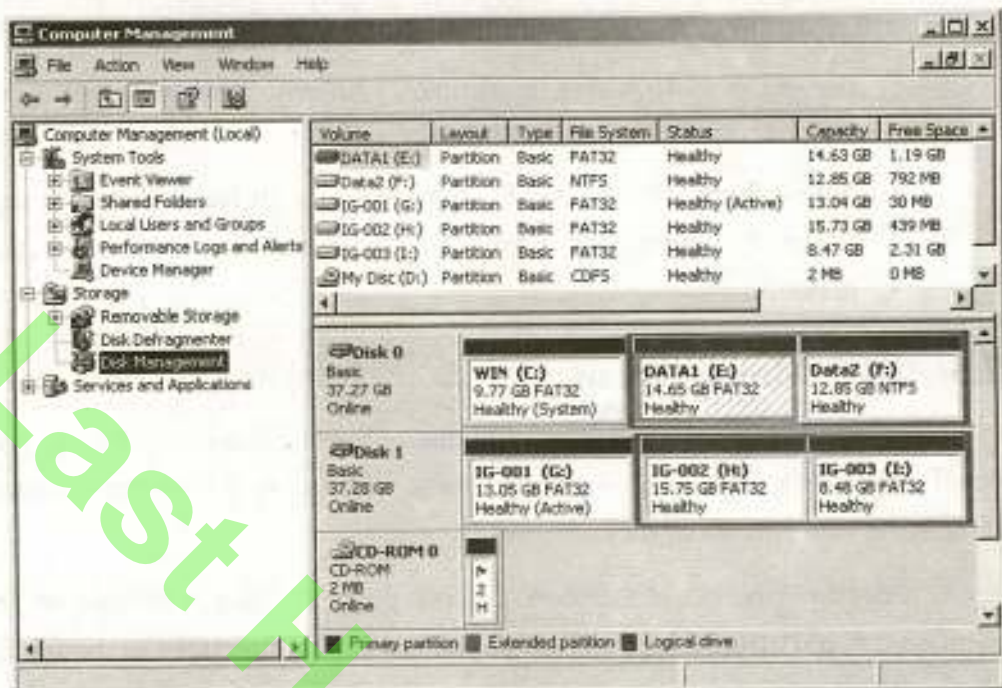 Computer Management
File Action View Window Help
Computer Management (Local)
System Tools
Event Viewer
Shared Folders
Local Users and Groups
Performance Logs and Alerts
Device Manager
Storage
Removable Storage
Disk Defragmenter
Disk Management
Services and Applications
Volume Layout Type File System Status Capacity Free Space
DATA1 (E:) Partition Basic FAT32 Healthy 14.63 GB 1.19 GB
Data2 (F:) Partition Basic NTFS Healthy 12.85 GB 792 MB
IG-001 (G:) Partition Basic FAT32 Healthy (Active) 13.04 GB 30 MB
IG-002 (H:) Partition Basic FAT32 Healthy 15.73 GB 439 MB
IG-003 (I:) Partition Basic FAT32 Healthy 8.47 GB 2.31 GB
My Disc (D:) Partition Basic CDFS Healthy 2 MB 0 MB
Disk 0
Basic
37.27 GB
Online
WIN (C:)
9.77 GB FAT32
Healthy (System)
DATA1 (E:)
14.65 GB FAT32
Healthy
Data2 (F:)
12.85 GB NTFS
Healthy
Disk 1
Basic
37.28 GB
Online
IG-001 (G:)
13.05 GB FAT32
Healthy (Active)
IG-002 (H:)
15.75 GB FAT32
Healthy
IG-003 (I:)
8.48 GB FAT32
Healthy
CD-ROM 0
CD-ROM
2 MB
Online
2
H
Primary partition Extended partition Logical drive
Last